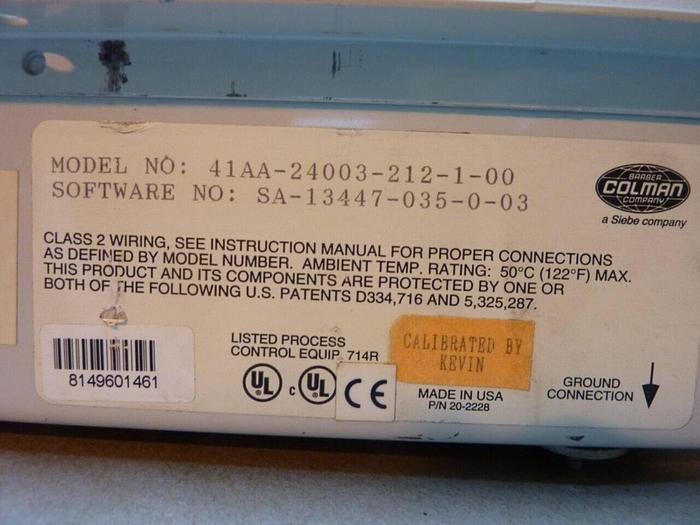 MODEL NO: 41AA-24003-212-1-00
SOFTWARE NO: SA-13447-035-0-03
BARBER
COLMAN
COMPANY
a Siebe company
CLASS 2 WIRING, SEE INSTRUCTION MANUAL FOR PROPER CONNECTIONS
AS DEFINED BY MODEL NUMBER. AMBIENT TEMP. RATING: 50°C (122°F) MAX.
THIS PRODUCT AND ITS COMPONENTS ARE PROTECTED BY ONE OR
BOTH OF THE FOLLOWING U.S. PATENTS D334,716 AND 5,325,287.
8149601461
LISTED PROCESS
CONTROL EQUIP. 714R
UL c UL CE
CALIBRATED BY
KEVIN
MADE IN USA
P/N 20-2228
GROUND
CONNECTION